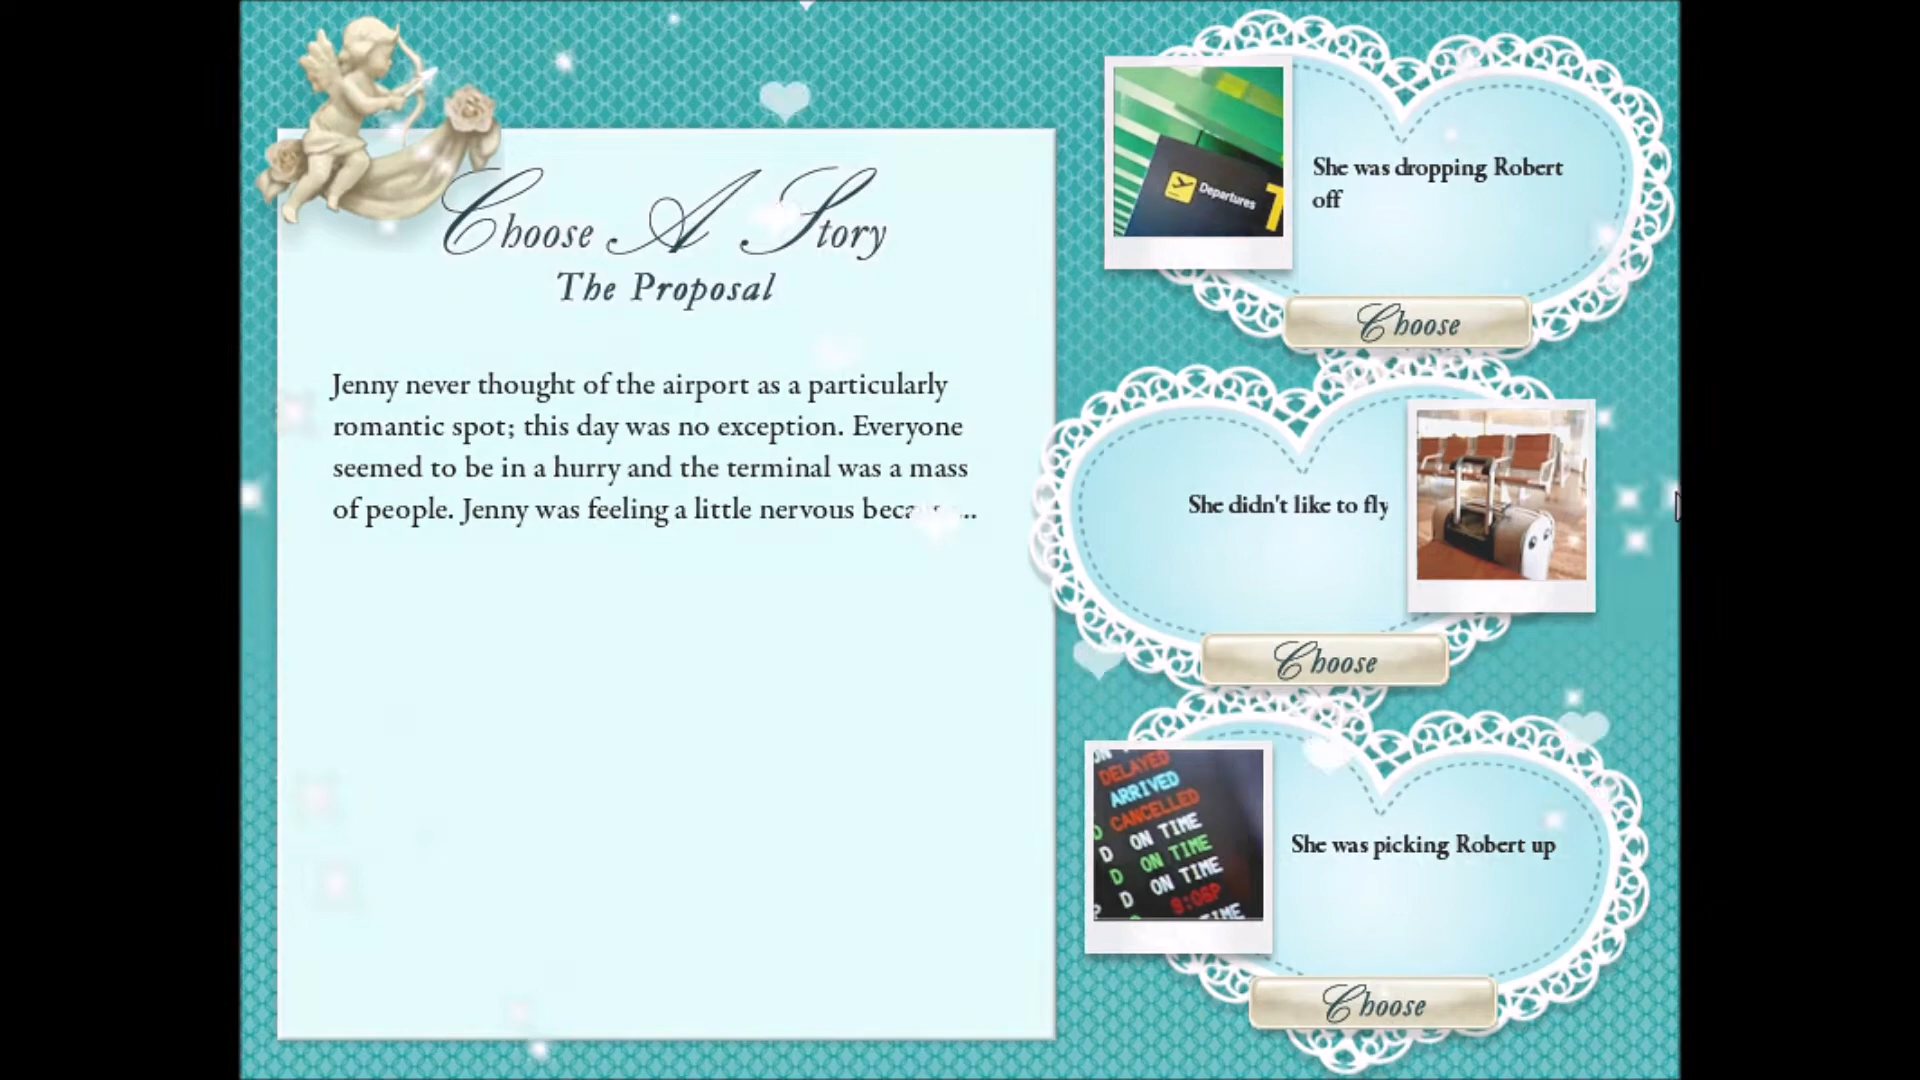 Choose A Story
The Proposal
Jenny never thought of the airport as a particularly
romantic spot; this day was no exception. Everyone
seemed to be in a hurry and the terminal was a mass
of people. Jenny was feeling a little nervous
Departures
She was dropping Robert
off
Choose
She didn't like to fly
Choose
DELAYED
ARRIVED
CANCELLED
D ON TIME
D ON TIME
D ON TIME
9:06P
She was picking Robert up
Choose